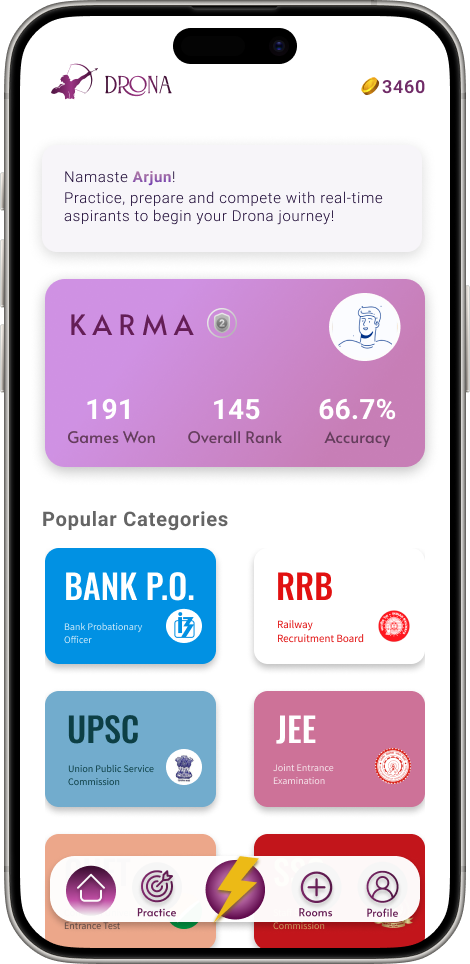 DRONA
3460
Namaste Arjun!
Practice, prepare and compete with real-time
aspirants to begin your Drona journey!
KARMA 2
191 145 66.7%
Games Won Overall Rank Accuracy
Popular Categories
BANK P.O.
Bank Probationary
Officer
RRB
Railway
Recruitment Board
UPSC
Union Public Service
Commission
JEE
Joint Entrance
Examination
Entrance Test
Commission
Practice Rooms Profile